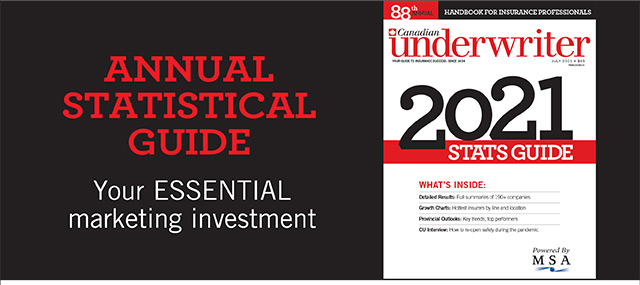 ANNUAL
STATISTICAL
GUIDE
Your ESSENTIAL
marketing investment
88th ANNUAL
HANDBOOK FOR INSURANCE PROFESSIONALS
Canadian
underwriter
YOUR GUIDE TO INSURANCE SUCCESS, SINCE 1934
JULY 2021 • $45
2021
STATS GUIDE
WHAT'S INSIDE:
Detailed Results: Full summaries of 190+ companies
Growth Charts: Hottest insurers by line and location
Provincial Outlooks: Key trends, top performers
CU Interview: How to re-open safely during the pandemic
Powered By
MSA